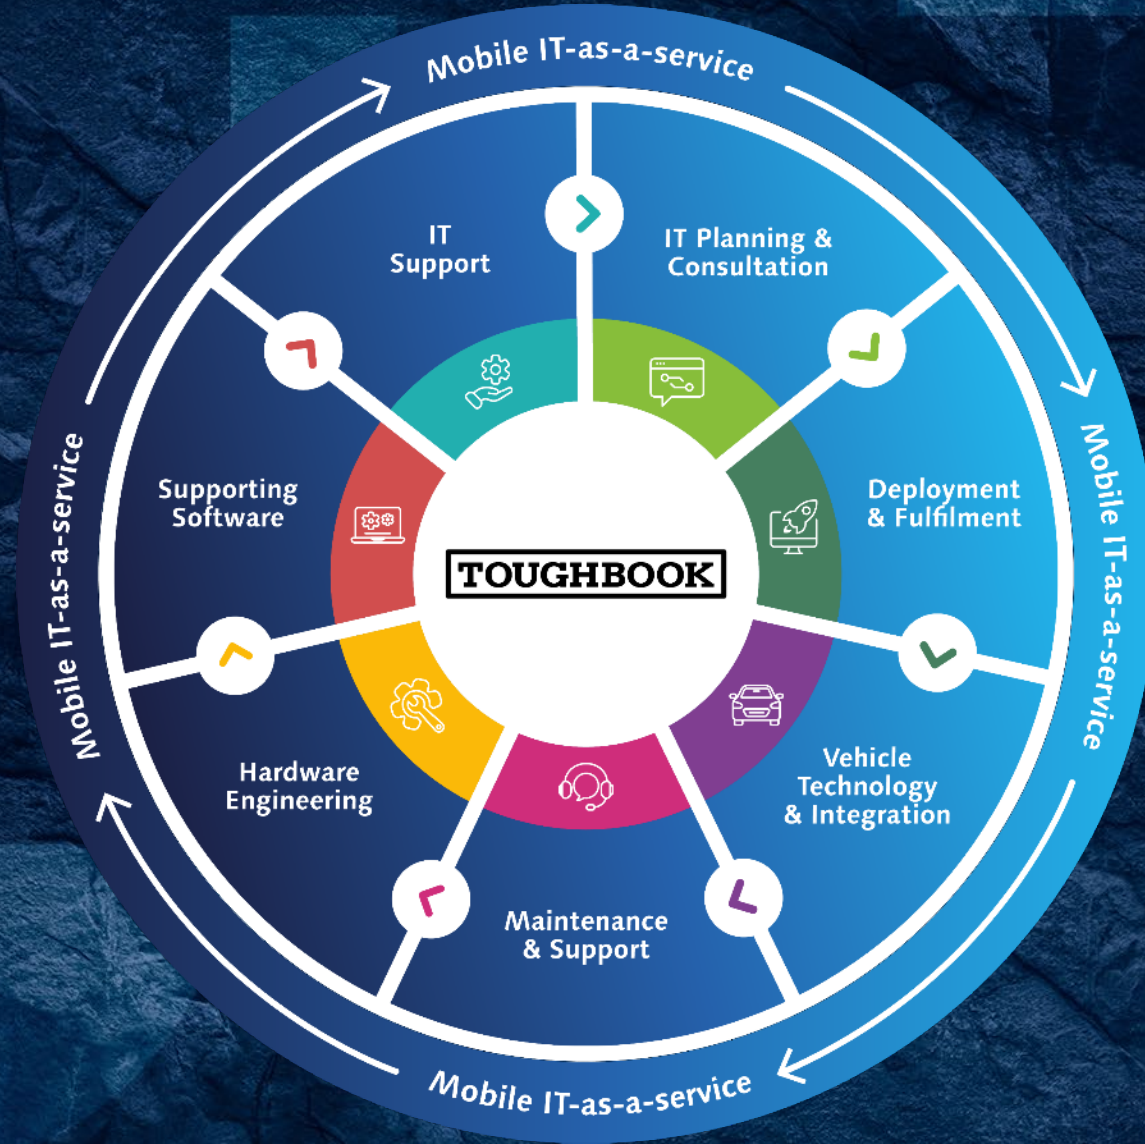 Mobile IT-as-a-service
IT
Support
IT Planning &
Consultation
Deployment
& Fulfilment
Vehicle
Technology
& Integration
Maintenance
& Support
Hardware
Engineering
Supporting
Software
TOUGHBOOK
Mobile IT-as-a-service
Mobile IT-as-a-service
Mobile IT-as-a-service